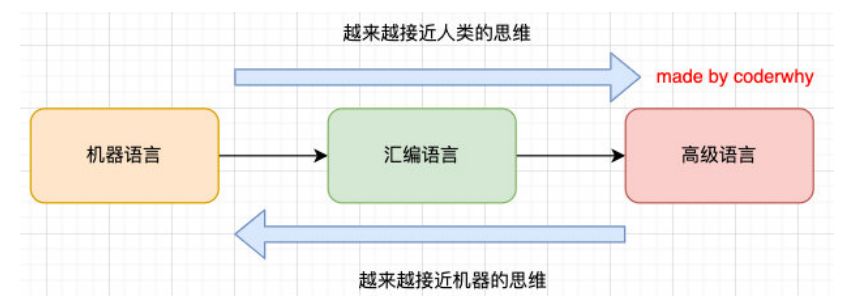 越来越接近人类的思维
made by coderwhy
机器语言
汇编语言
高级语言
越来越接近机器的思维